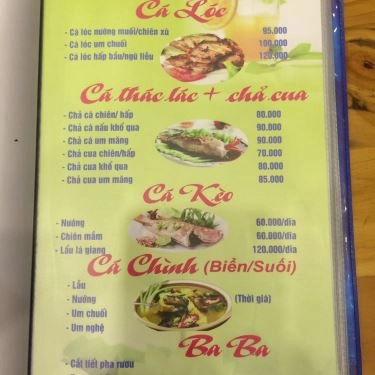 Cá Lóc
- Cá lóc nướng muối/chiên xù 95.000
- Cá lóc um chuối 100.000
- Cá lóc hấp bầu/ngũ liễu 120.000
Cá thác lác + chả cua
- Chả cá chiên/ hấp 80.000
- Chả cá nấu khổ qua 90.000
- Chả cá um măng 90.000
- Chả cua chiên/hấp 70.000
- Chả cua khổ qua 80.000
- Chả cua um măng 85.000
Cá Kèo
- Nướng 60.000/dĩa
- Chiên mắm 60.000/dĩa
- Lẩu lá giang 120.000/dĩa
Cá Chình (Biển/Suối)
- Lẩu
- Nướng (Thời giá)
- Um chuối
- Um nghệ
Ba Ba
- Cắt tiết pha rượu